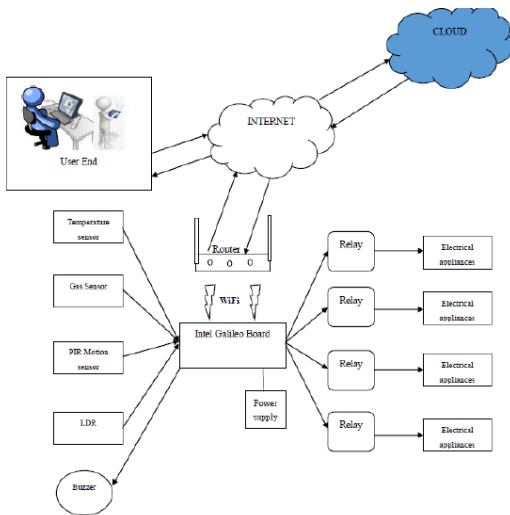 CLOUD
INTERNET
User End
Temperature
sensor
Gas Sensor
PIR Motion
sensor
LDR
Buzzer
Router
WiFi
Intel Galileo Board
Power
supply
Relay
Electrical
appliances
Relay
Electrical
appliances
Relay
Electrical
appliances
Relay
Electrical
appliances